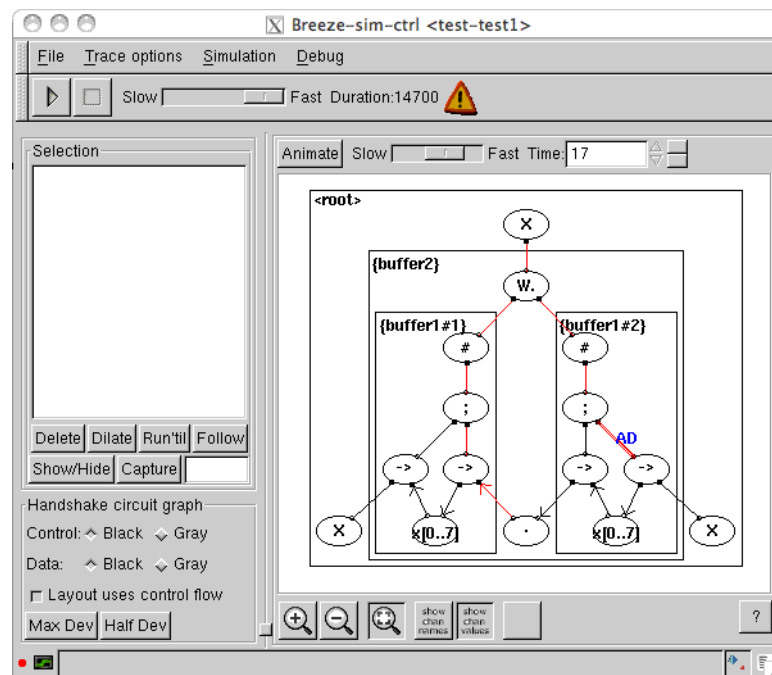 Breeze-sim-ctrl <test-test1>
File Trace options Simulation Debug
Slow Fast Duration:14700
Selection
Delete Dilate Run'til Follow
Show/Hide Capture
Handshake circuit graph
Control: Black Gray
Data: Black Gray
Layout uses control flow
Max Dev Half Dev
Animate Slow Fast Time: 17
<root>
X
{buffer2}
W.
{buffer1#1} {buffer1#2}
# #
; ;
AD
-> -> -> ->
X x[0..7] . x[0..7] X
show chan names
show chan values
?